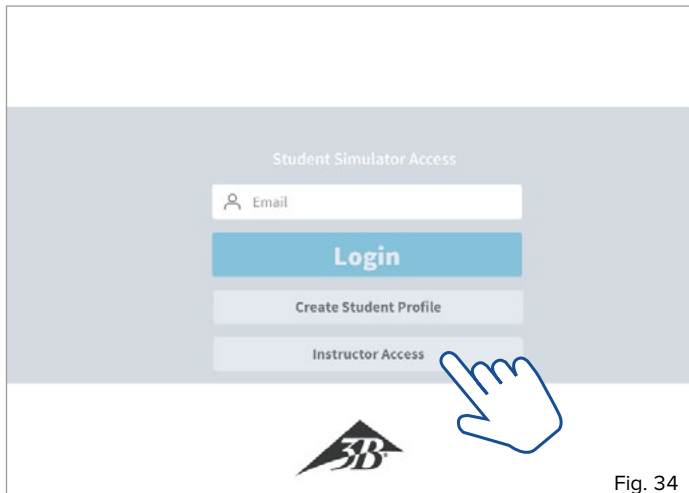 Student Simulator Access
Email
Login
Create Student Profile
Instructor Access
3B
Fig. 34